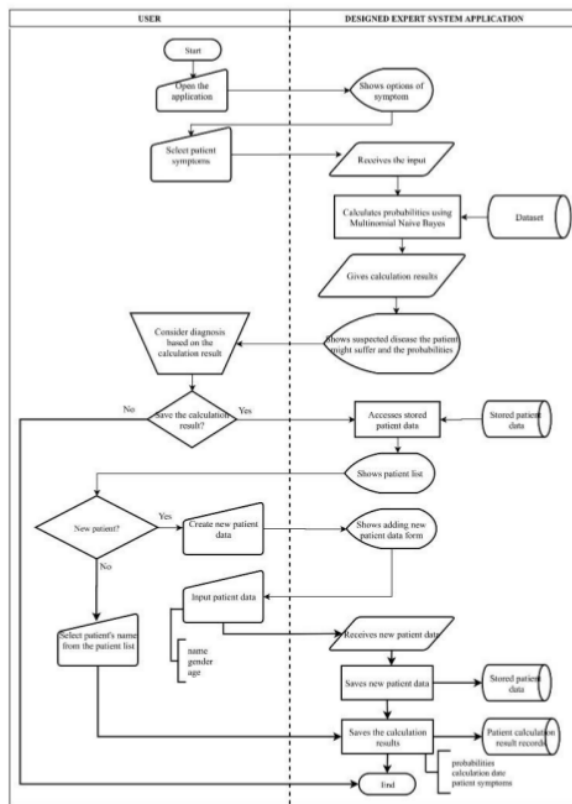 USER
DESIGNED EXPERT SYSTEM APPLICATION
Start
Open the
application
Shows options of
symptom
Select patient
symptoms
Receives the input
Calculates probabilities using
Multinomial Naive Bayes
Dataset
Gives calculation results
Consider diagnosis
based on the
calculation result
Shows suspected disease the patient
might suffer and the probabilities
No
Save the calculation
result?
Yes
Accesses stored
patient data
Stored patient
data
Shows patient list
New patient?
Yes
Create new patient
data
Shows adding new
patient data form
No
Input patient data
Select patient's name
from the patient list
name
gender
age
Receives new patient data
Saves new patient data
Stored patient
data
Saves the calculation
results
Patient calculation
result records
probabilities
calculation date
patient symptoms
End